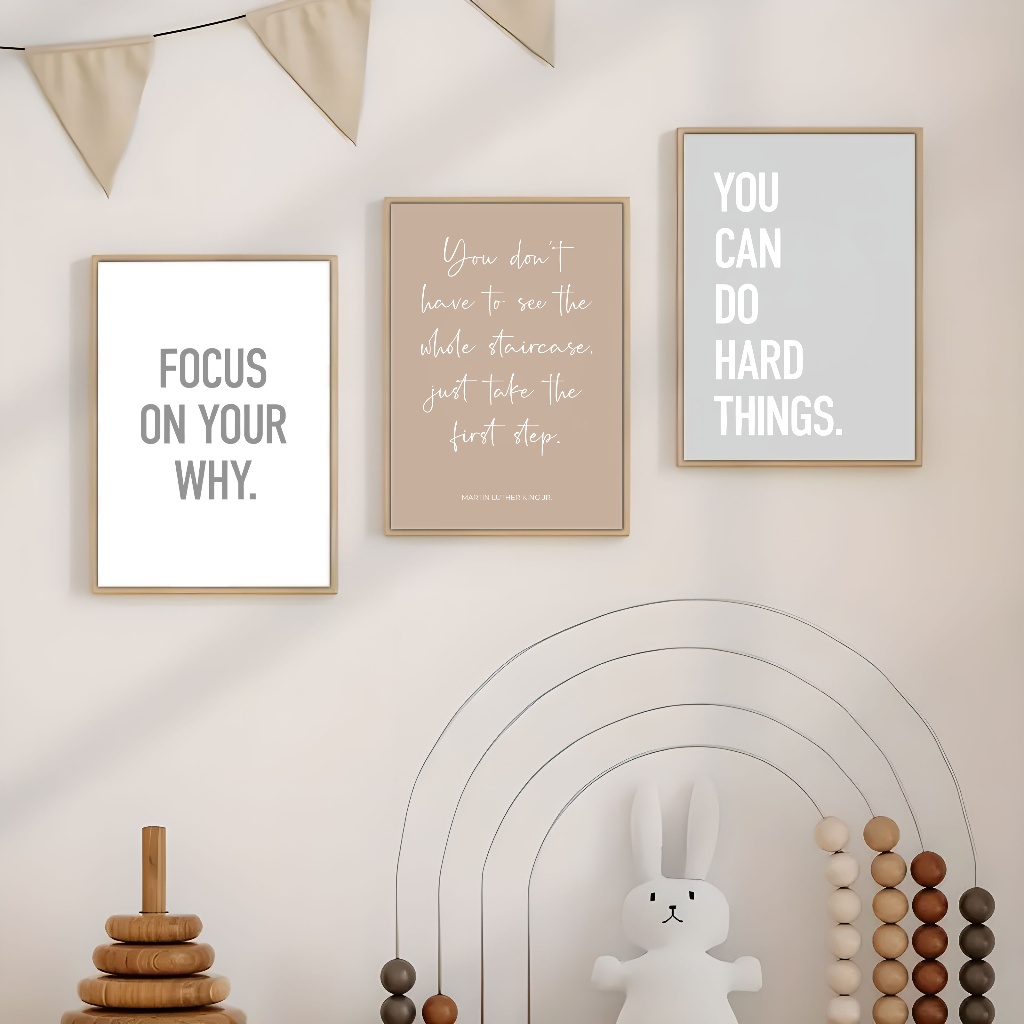 FOCUS
ON YOUR
WHY.
You don't
have to see the
whole staircase,
just take the
first step.
MARTIN LUTHER KING JR.
YOU
CAN
DO
HARD
THINGS.